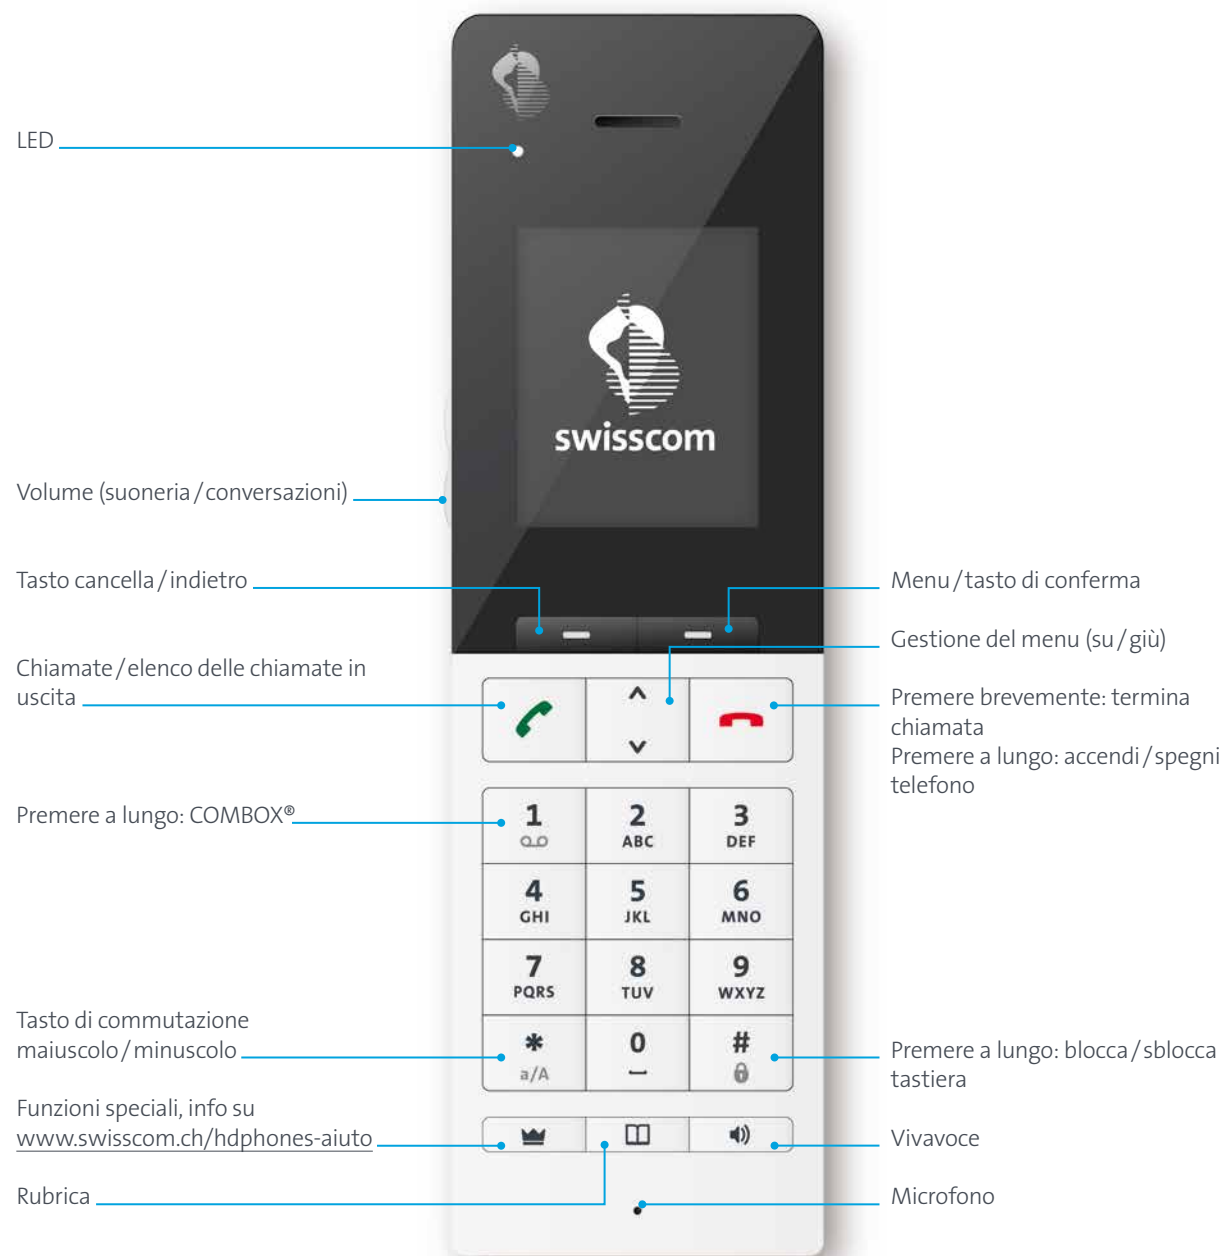 LED
swisscom
Volume (suoneria/conversazioni)
Tasto cancella/indietro
Menu/tasto di conferma
Gestione del menu (su/giù)
Chiamate/elenco delle chiamate in
uscita
Premere brevemente: termina
chiamata
Premere a lungo: accendi/spegni
telefono
Premere a lungo: COMBOX®
1
2
ABC
3
DEF
4
GHI
5
JKL
6
MNO
7
PQRS
8
TUV
9
WXYZ
Tasto di commutazione
maiuscolo/minuscolo
*
a/A
0
#
Premere a lungo: blocca/sblocca
tastiera
Funzioni speciali, info su
www.swisscom.ch/hdphones-aiuto
Vivavoce
Rubrica
Microfono